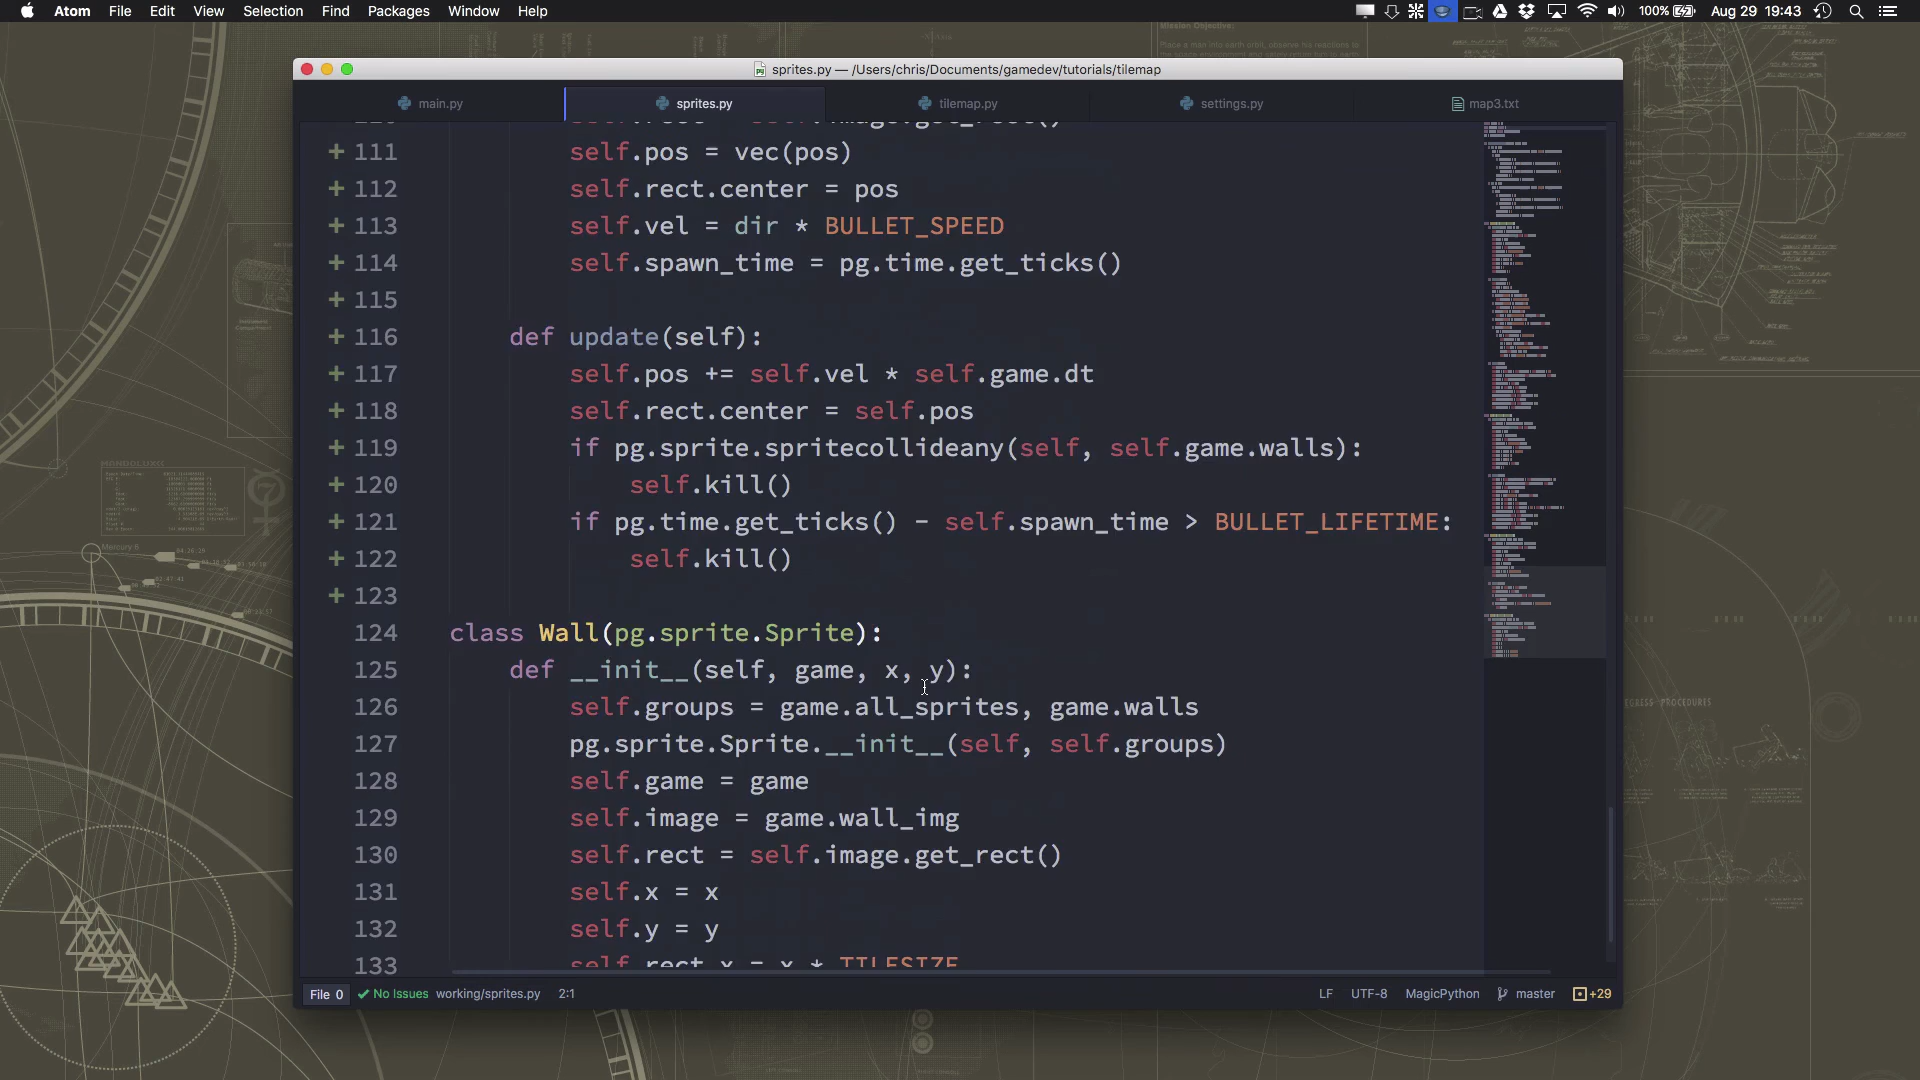 Atom File Edit View Selection Find Packages Window Help
100% Aug 29 19:43
Mission Objective:
sprites.py — /Users/chris/Documents/gamedev/tutorials/tilemap
main.py sprites.py tilemap.py settings.py map3.txt
+ 111 self.pos = vec(pos)
+ 112 self.rect.center = pos
+ 113 self.vel = dir * BULLET_SPEED
+ 114 self.spawn_time = pg.time.get_ticks()
+ 115
+ 116 def update(self):
+ 117 self.pos += self.vel * self.game.dt
+ 118 self.rect.center = self.pos
+ 119 if pg.sprite.spritecollideany(self, self.game.walls):
+ 120 self.kill()
+ 121 if pg.time.get_ticks() - self.spawn_time > BULLET_LIFETIME:
+ 122 self.kill()
+ 123
124 class Wall(pg.sprite.Sprite):
125 def __init__(self, game, x, y):
126 self.groups = game.all_sprites, game.walls
127 pg.sprite.Sprite.__init__(self, self.groups)
128 self.game = game
129 self.image = game.wall_img
130 self.rect = self.image.get_rect()
131 self.x = x
132 self.y = y
133 self.rect.x = x * TILESIZE
File 0 No Issues working/sprites.py 2:1 LF UTF-8 MagicPython master +29